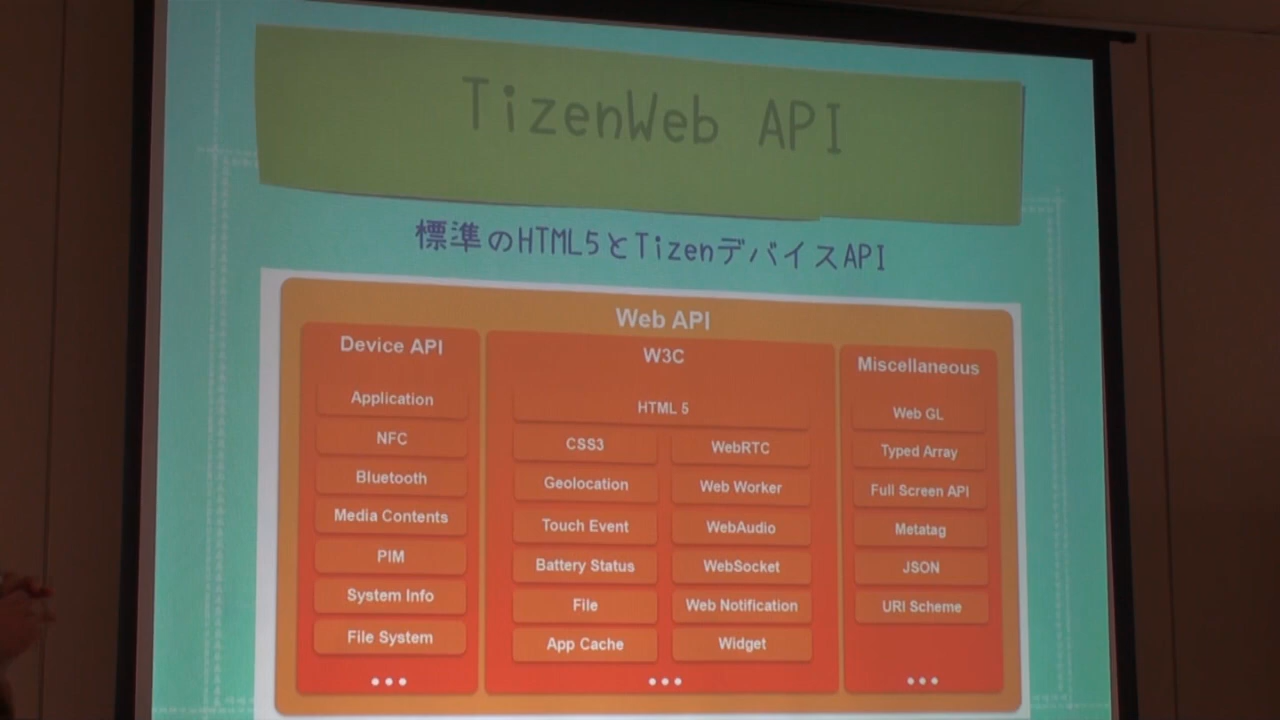 TizenWeb API
標準のHTML5とTizenデバイスAPI
Web API
Device API
Application
NFC
Bluetooth
Media Contents
PIM
System Info
File System
W3C
HTML 5
CSS3
WebRTC
Geolocation
Web Worker
Touch Event
WebAudio
Battery Status
WebSocket
File
Web Notification
App Cache
Widget
Miscellaneous
Web GL
Typed Array
Full Screen API
Metatag
JSON
URI Scheme